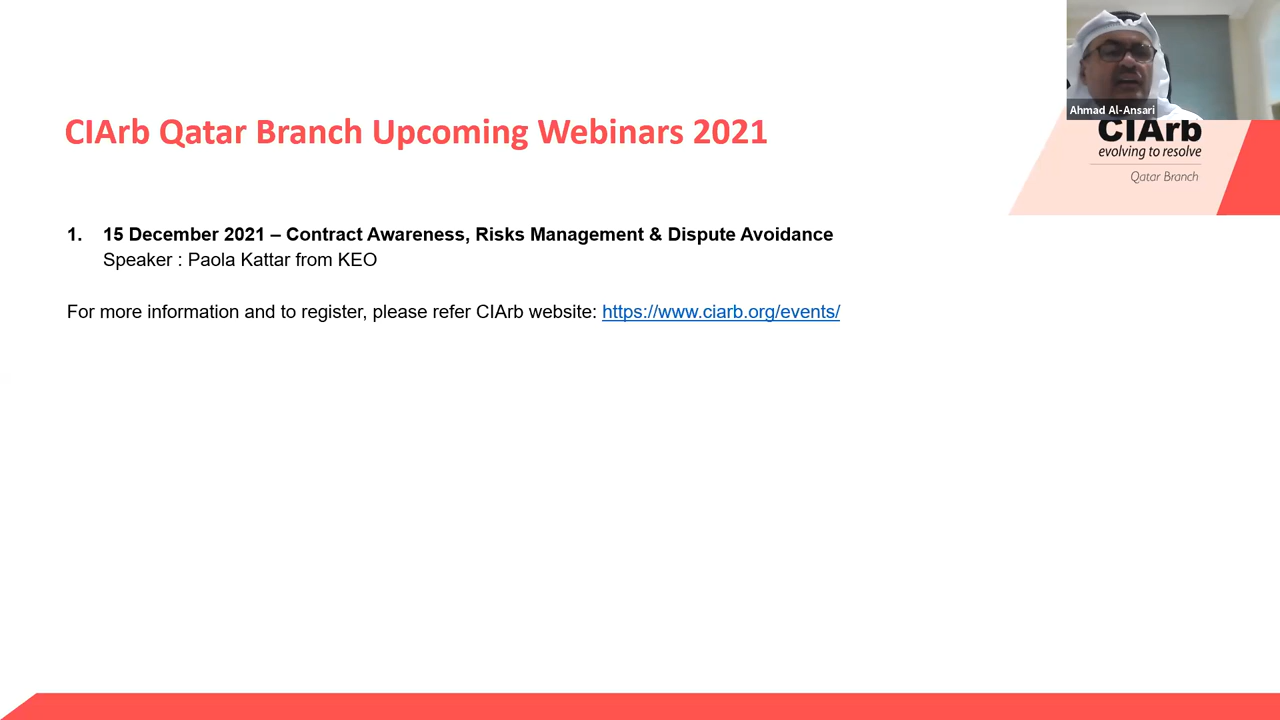 Ahmad Al-Ansari
CIArb
evolving to resolve
Qatar Branch
CIArb Qatar Branch Upcoming Webinars 2021
1. 15 December 2021 – Contract Awareness, Risks Management & Dispute Avoidance
Speaker : Paola Kattar from KEO
For more information and to register, please refer CIArb website: https://www.ciarb.org/events/